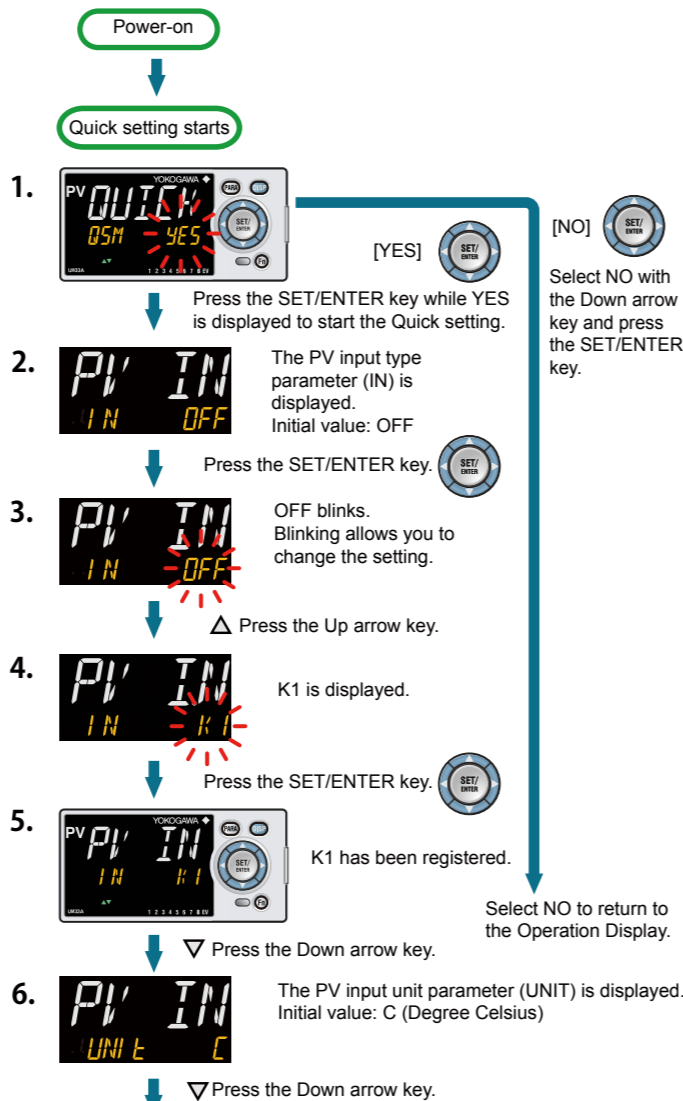 Power-on
Quick setting starts
1.
YOKOGAWA
PV QUICK
QSM YES
UM33A
1 2 3 4 5 6 7 8 EV
PARA DISP
SET/
ENTER
Fn
[YES]
SET/
ENTER
[NO]
SET/
ENTER
Press the SET/ENTER key while YES
is displayed to start the Quick setting.
Select NO with
the Down arrow
key and press
the SET/ENTER
key.
2.
PV IN
IN OFF
The PV input type
parameter (IN) is
displayed.
Initial value: OFF
Press the SET/ENTER key.
SET/
ENTER
3.
PV IN
IN OFF
OFF blinks.
Blinking allows you to
change the setting.
△ Press the Up arrow key.
4.
PV IN
IN K1
K1 is displayed.
Press the SET/ENTER key.
SET/
ENTER
5.
YOKOGAWA
PV PV IN
IN K1
UM33A
1 2 3 4 5 6 7 8 EV
PARA DISP
SET/
ENTER
Fn
K1 has been registered.
Select NO to return to
the Operation Display.
▽ Press the Down arrow key.
6.
PV IN
UNIt C
The PV input unit parameter (UNIT) is displayed.
Initial value: C (Degree Celsius)
▽ Press the Down arrow key.